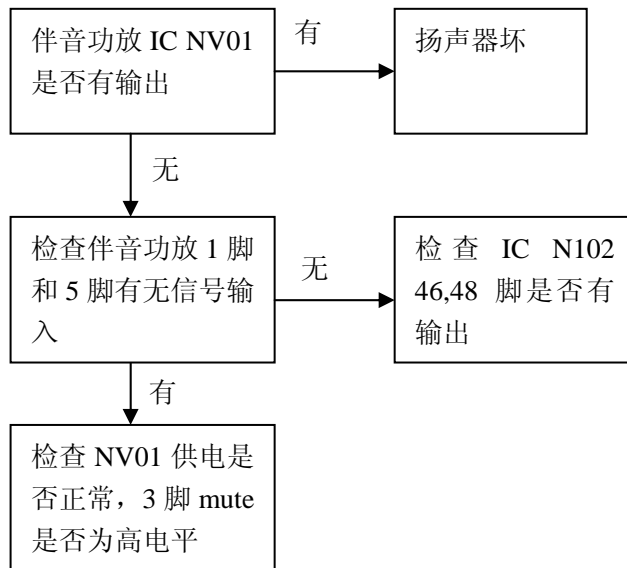 伴音功放 IC NV01
是否有输出
有
扬声器坏
无
检查伴音功放 1 脚
和 5 脚有无信号输
入
无
检查 IC N102
46,48 脚是否有
输出
有
检查 NV01 供电是
否正常，3 脚 mute
是否为高电平